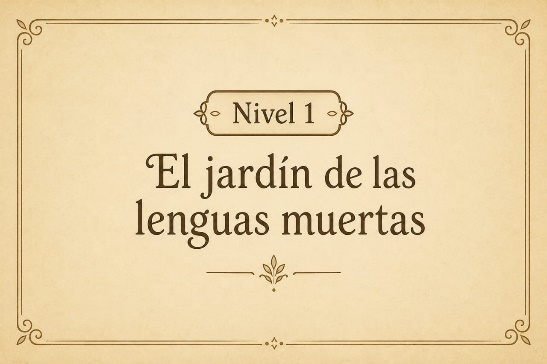 Nivel 1
El jardín de las
lenguas muertas